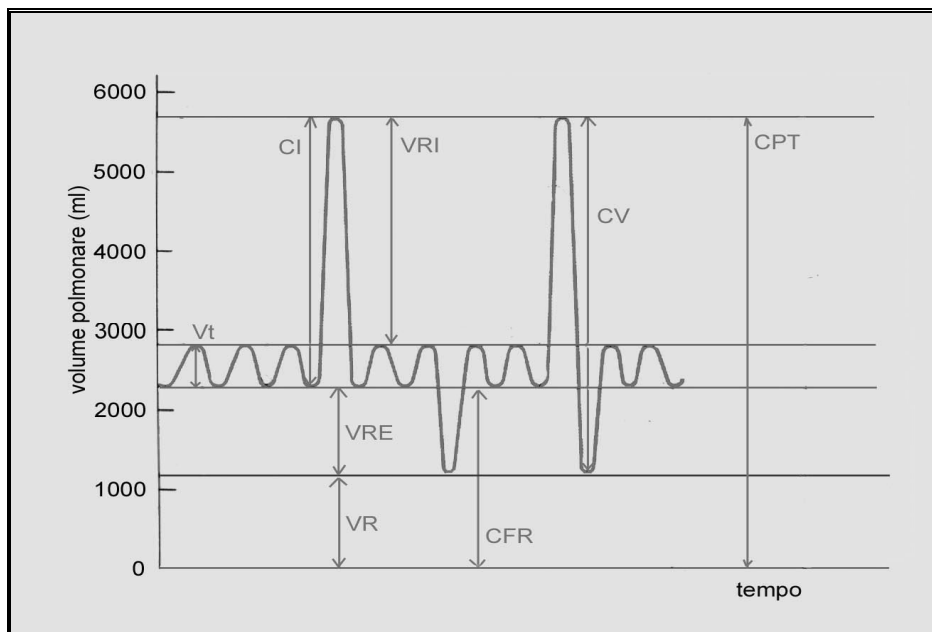 6000
CI
VRI
CPT
5000
CV
4000
3000
Vt
2000
VRE
1000
VR
CFR
0
tempo
volume polmonare (ml)